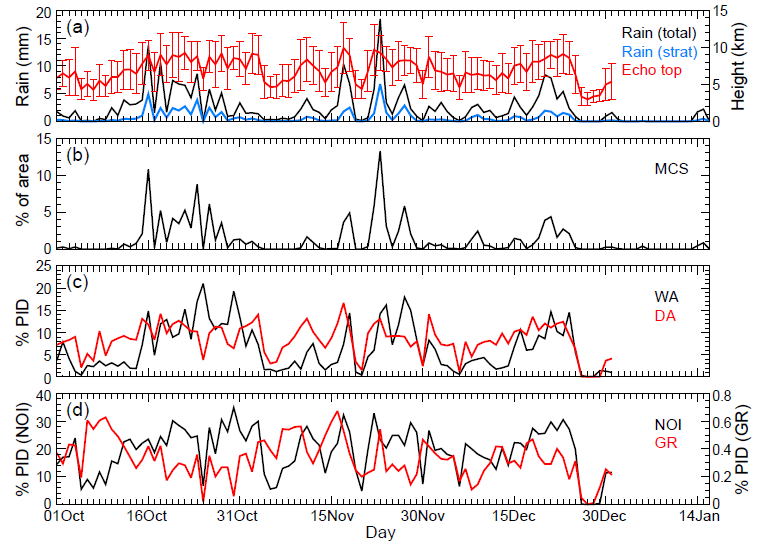 (a)
Rain (total)
Rain (strat)
Echo top
Rain (mm)
20
15
10
5
0
Height (km)
15
10
5
0
(b)
MCS
% of area
15
10
5
0
(c)
WA
DA
% PID
25
20
15
10
5
0
(d)
NOI
GR
% PID (NOI)
40
30
20
10
0
% PID (GR)
0.8
0.6
0.4
0.2
0.0
01Oct 16Oct 31Oct 15Nov 30Nov 15Dec 30Dec 14Jan
Day